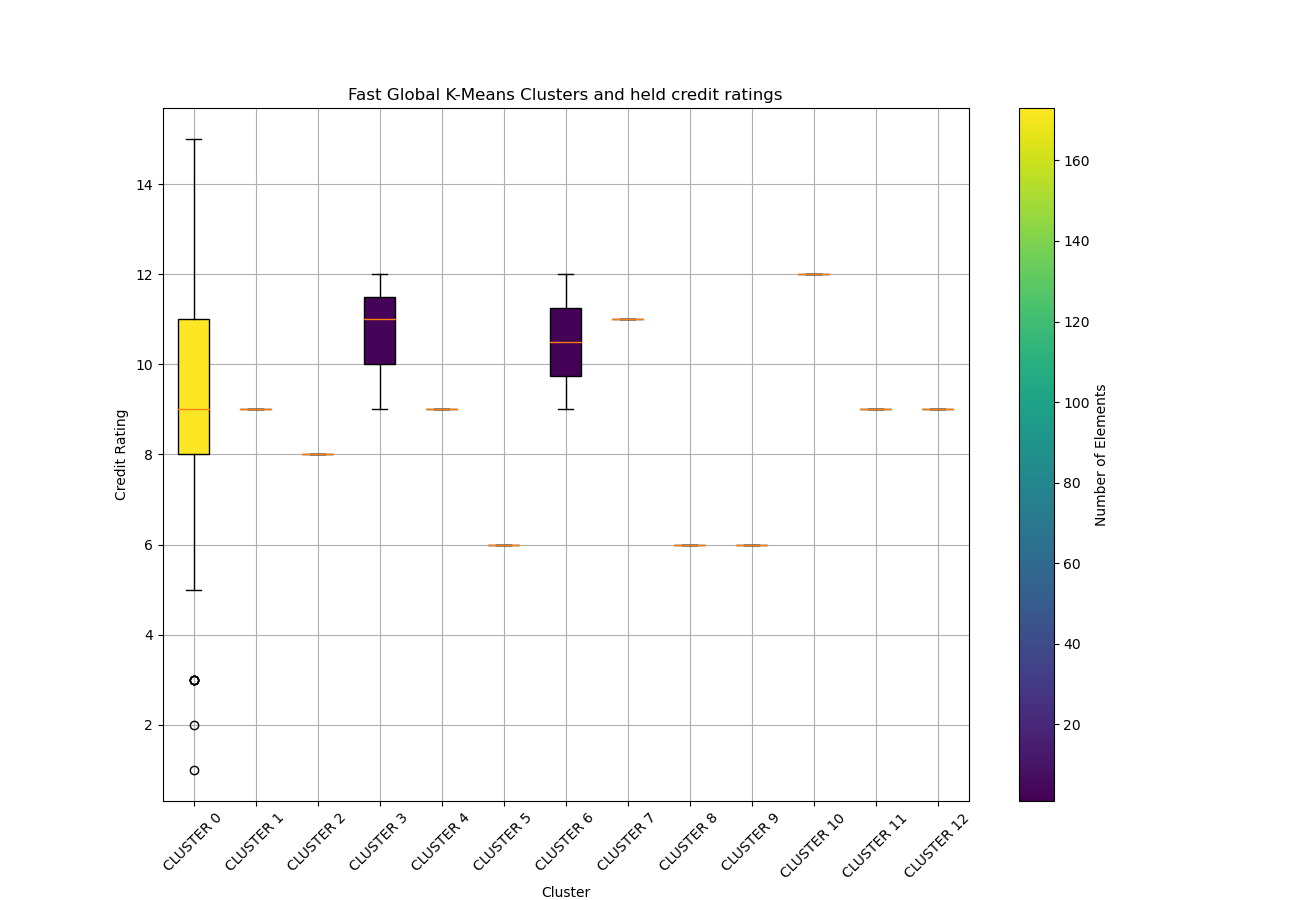 Fast Global K-Means Clusters and held credit ratings
Credit Rating
14
12
10
8
6
4
2
CLUSTER 0
CLUSTER 1
CLUSTER 2
CLUSTER 3
CLUSTER 4
CLUSTER 5
CLUSTER 6
CLUSTER 7
CLUSTER 8
CLUSTER 9
CLUSTER 10
CLUSTER 11
CLUSTER 12
Cluster
160
140
120
100
80
60
40
20
Number of Elements